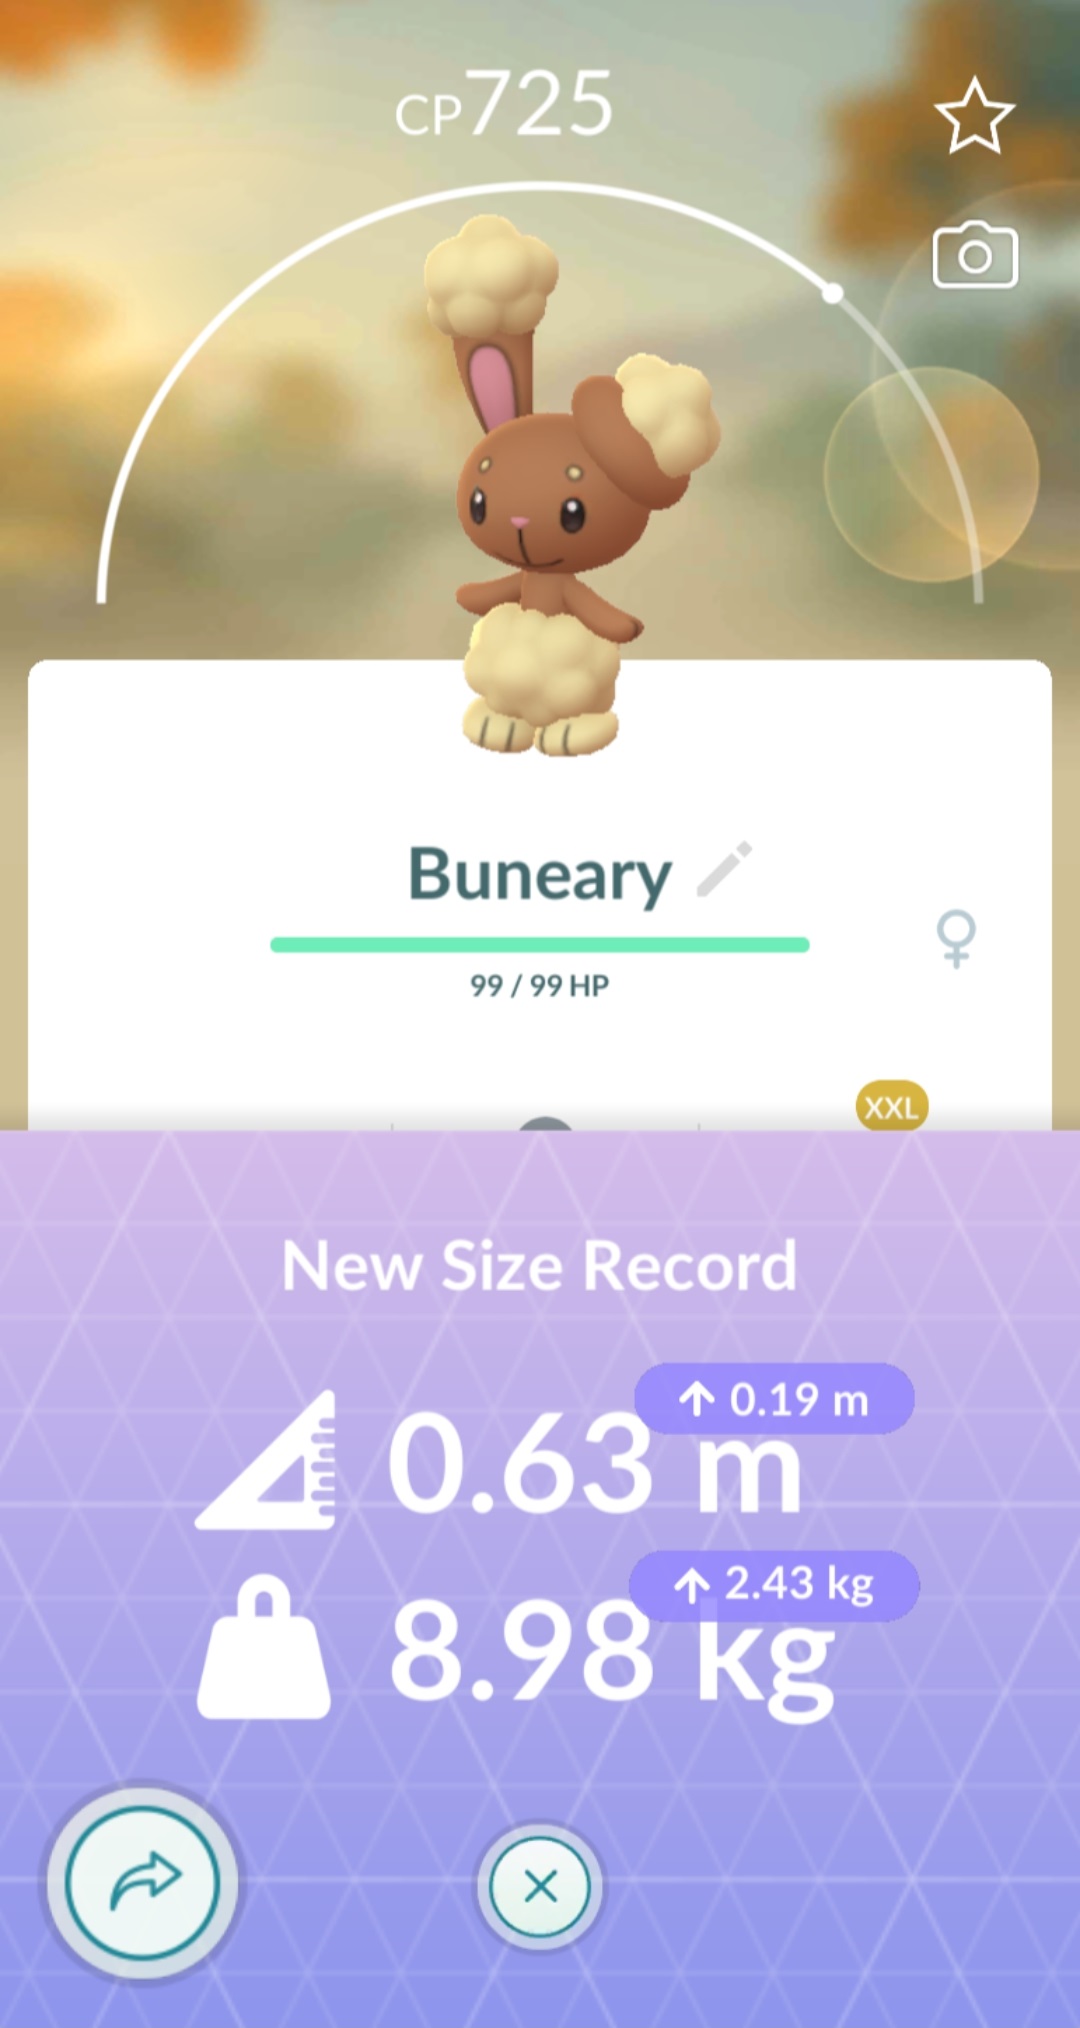 CP725
Buneary
99 / 99 HP
XXL
New Size Record
↑ 0.19 m
0.63 m
↑ 2.43 kg
8.98 kg